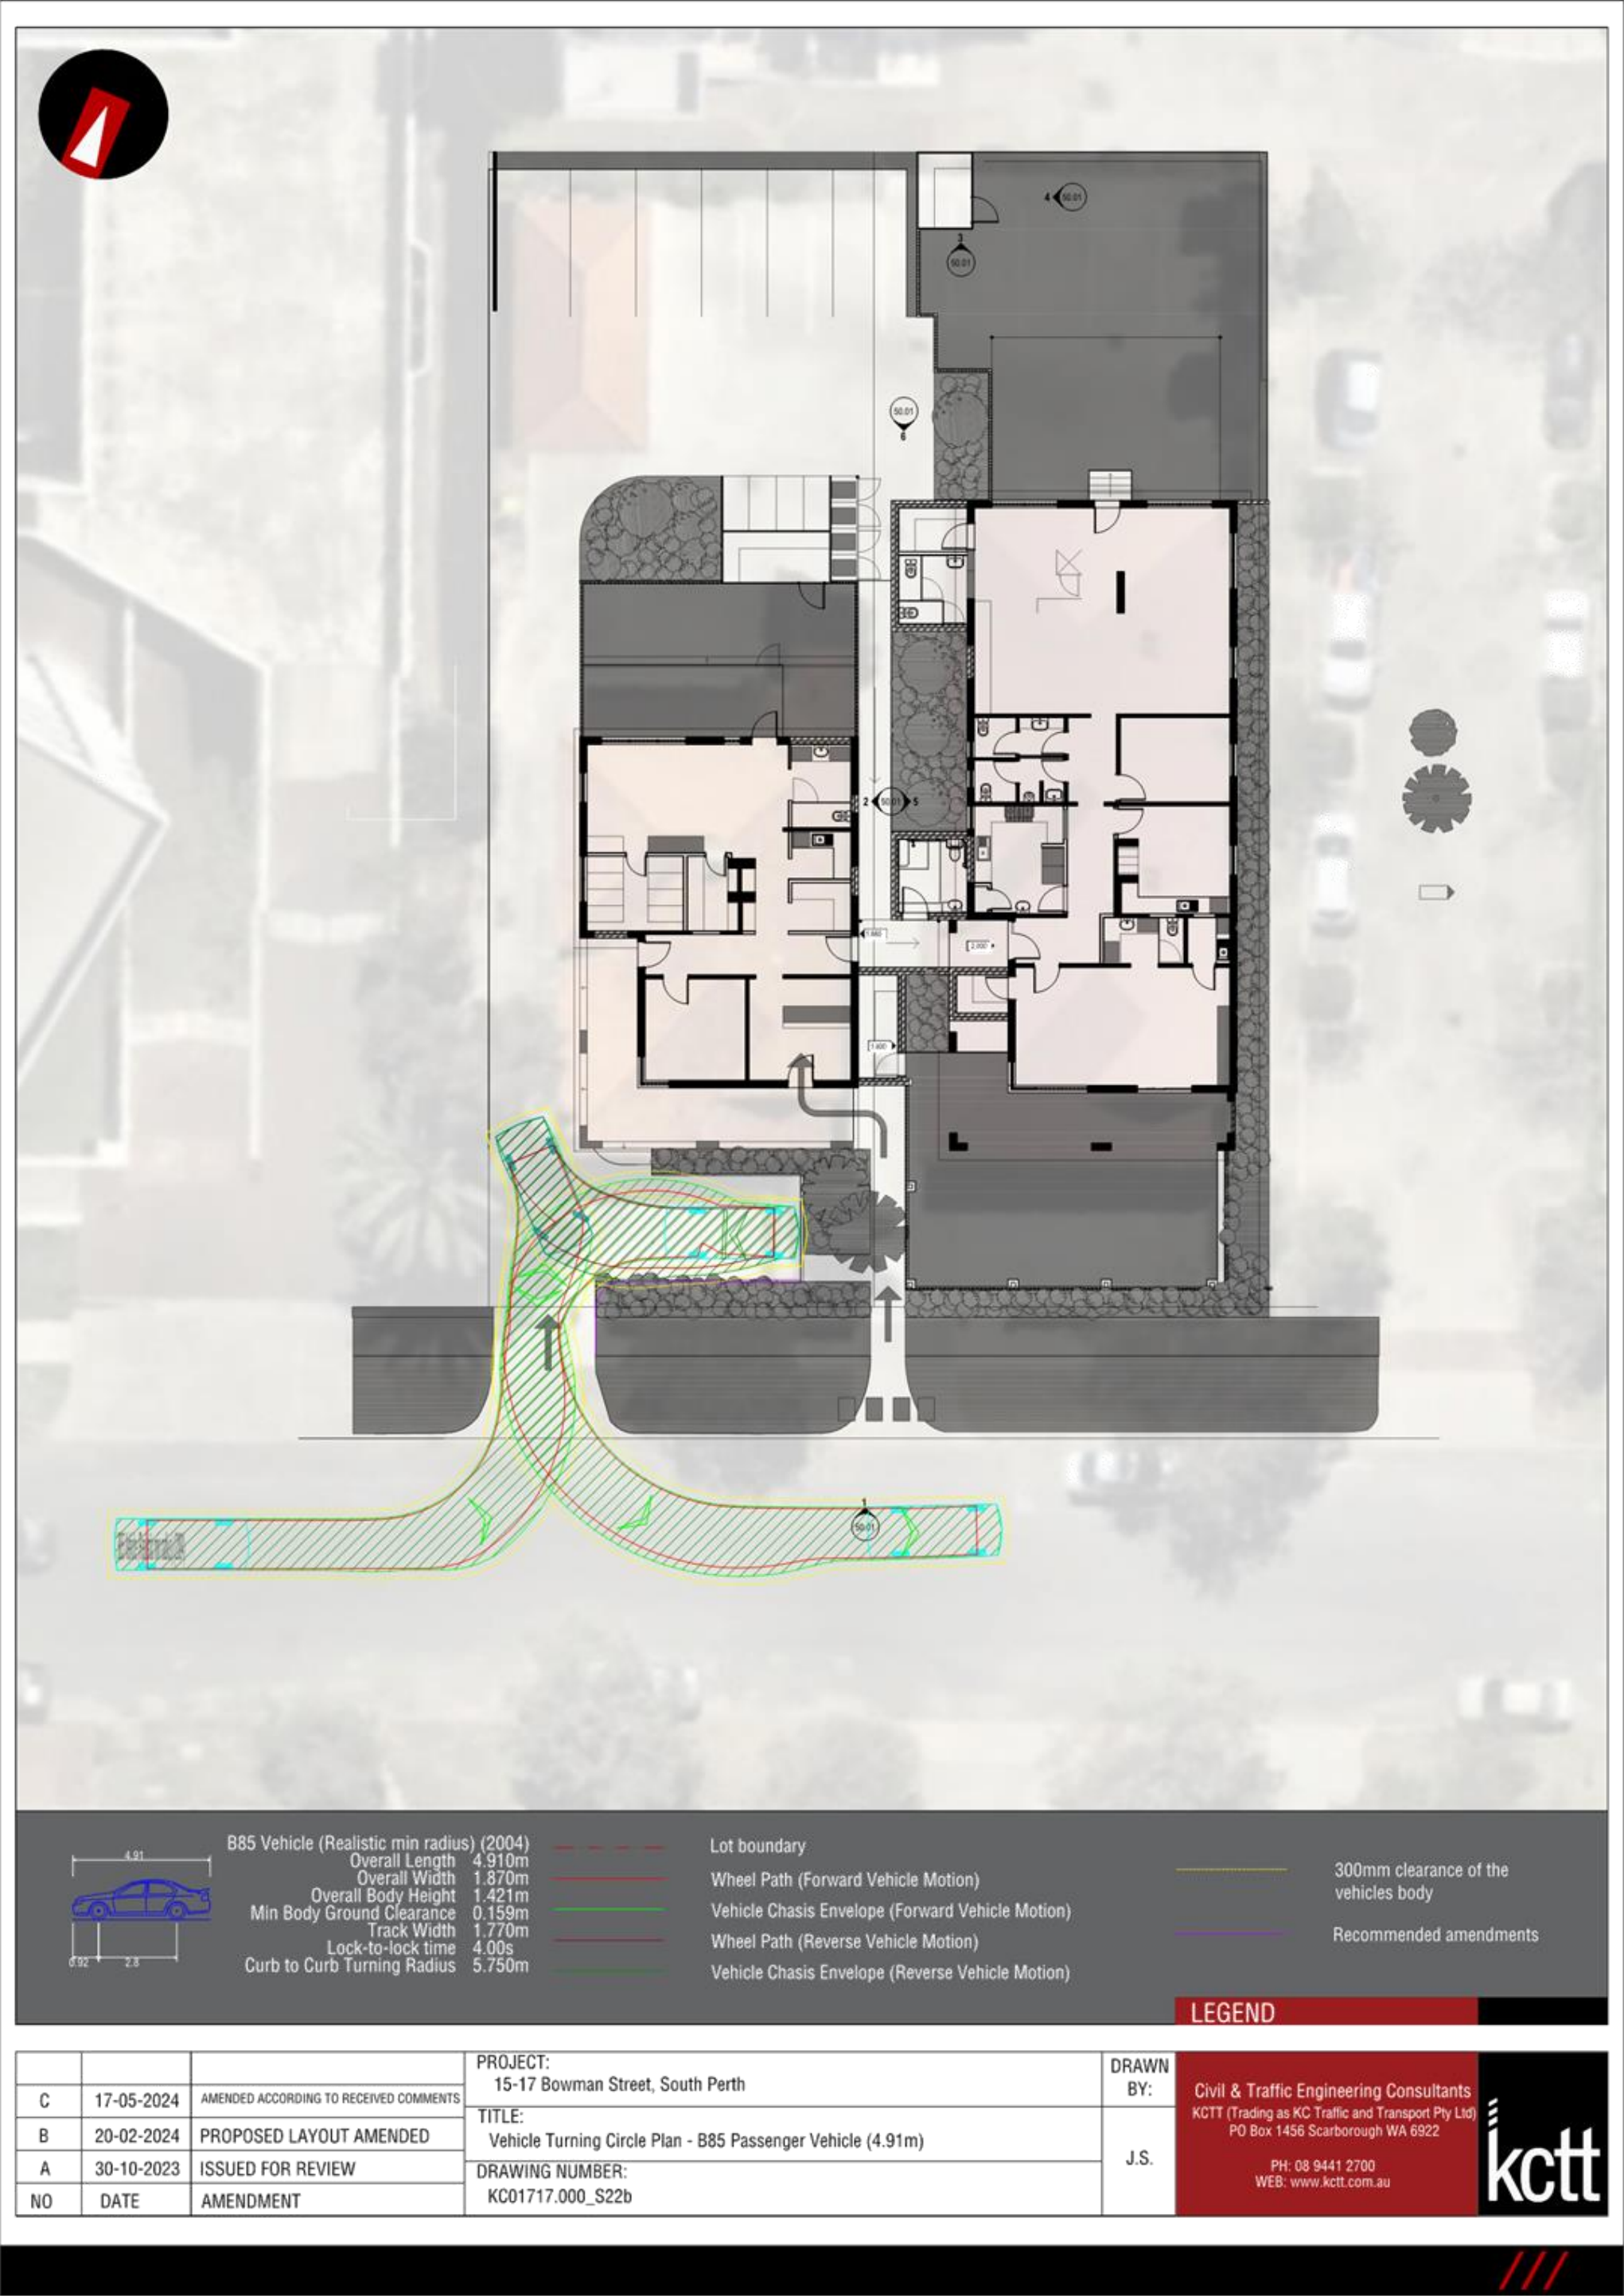 4
50.01
3
50.01
50.01
6
2
50.01
5
1.660
2,000
1.600
1
50.01
4.91
0.92
2.8
B85 Vehicle (Realistic min radius) (2004)
Overall Length 4.910m
Overall Width 1.870m
Overall Body Height 1.421m
Min Body Ground Clearance 0.159m
Track Width 1.770m
Lock-to-lock time 4.00s
Curb to Curb Turning Radius 5.750m
Lot boundary
Wheel Path (Forward Vehicle Motion)
Vehicle Chasis Envelope (Forward Vehicle Motion)
Wheel Path (Reverse Vehicle Motion)
Vehicle Chasis Envelope (Reverse Vehicle Motion)
300mm clearance of the
vehicles body
Recommended amendments
LEGEND
C 17-05-2024 AMENDED ACCORDING TO RECEIVED COMMENTS
B 20-02-2024 PROPOSED LAYOUT AMENDED
A 30-10-2023 ISSUED FOR REVIEW
NO DATE AMENDMENT
PROJECT:
15-17 Bowman Street, South Perth
TITLE:
Vehicle Turning Circle Plan - B85 Passenger Vehicle (4.91m)
DRAWING NUMBER:
KC01717.000_S22b
DRAWN
BY:
J.S.
Civil & Traffic Engineering Consultants
KCTT (Trading as KC Traffic and Transport Pty Ltd)
PO Box 1456 Scarborough WA 6922
PH: 08 9441 2700
WEB: www.kctt.com.au
kctt